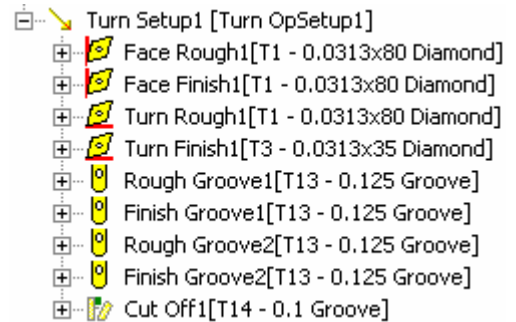 Turn Setup1 [Turn OpSetup1]
Face Rough1[T1 - 0.0313x80 Diamond]
Face Finish1[T1 - 0.0313x80 Diamond]
Turn Rough1[T1 - 0.0313x80 Diamond]
Turn Finish1[T3 - 0.0313x35 Diamond]
Rough Groove1[T13 - 0.125 Groove]
Finish Groove1[T13 - 0.125 Groove]
Rough Groove2[T13 - 0.125 Groove]
Finish Groove2[T13 - 0.125 Groove]
Cut Off1[T14 - 0.1 Groove]